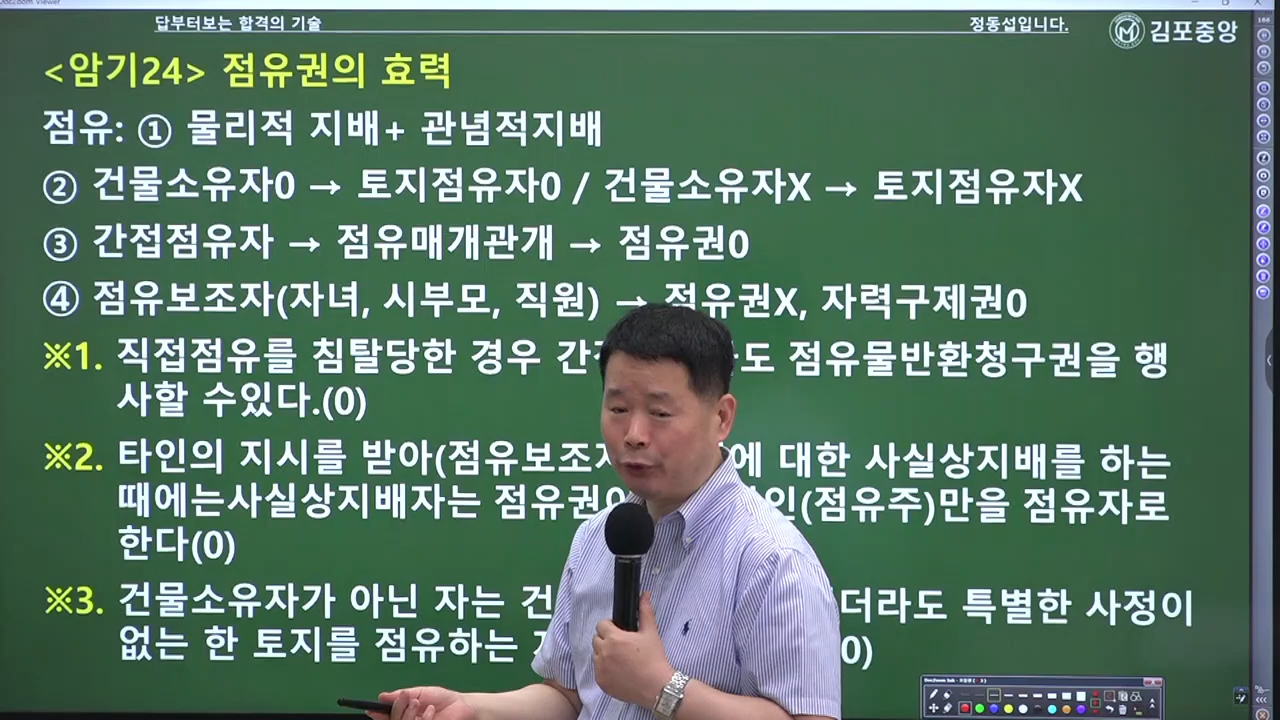 답부터보는 합격의 기술
정동섭입니다.
김포중앙
<암기24> 점유권의 효력
점유: ① 물리적 지배+ 관념적지배
② 건물소유자0 → 토지점유자0 / 건물소유자X → 토지점유자X
③ 간접점유자 → 점유매개관개 → 점유권0
④ 점유보조자(자녀, 시부모, 직원) → 점유권X, 자력구제권0
※1. 직접점유를 침탈당한 경우 도 점유물반환청구권을 행
사할 수있다.(0)
※2. 타인의 지시를 받아(점유보조 에 대한 사실상지배를 하는
때에는사실상지배자는 점유권 인(점유주)만을 점유자로
한다(0)
※3. 건물소유자가 아닌 자는 건 더라도 특별한 사정이
없는 한 토지를 점유하는 0)